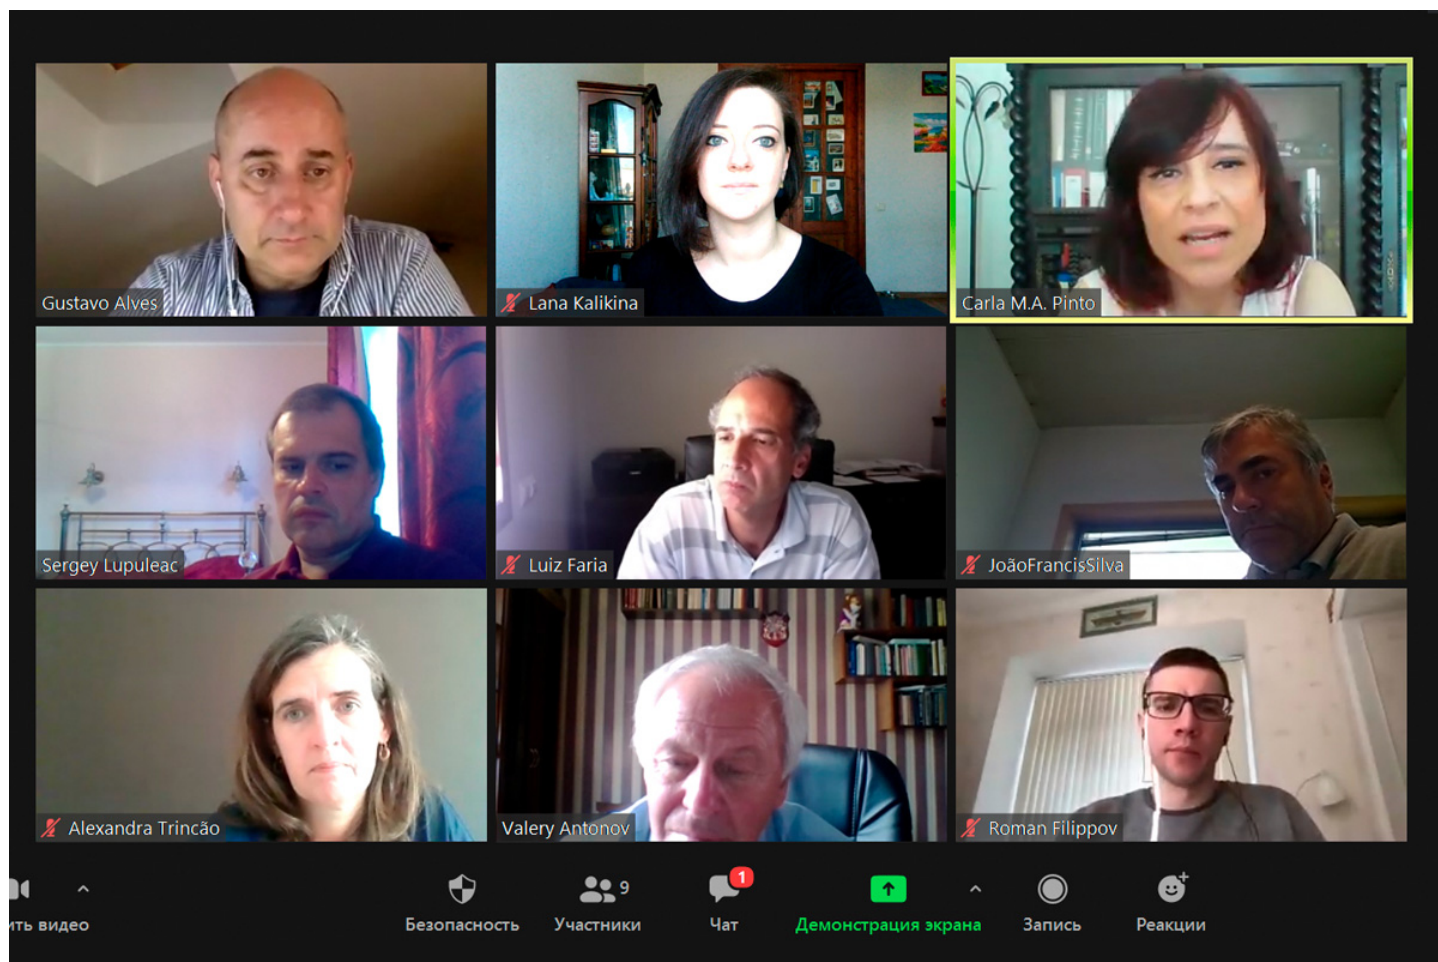 Gustavo Alves
Lana Kalikina
Carla M.A. Pinto
Sergey Lupuleac
Luiz Faria
JoãoFrancisSilva
Alexandra Trincão
Valery Antonov
Roman Filippov
9
1
ить видео
Безопасность
Участники
Чат
Демонстрация экрана
Запись
Реакции